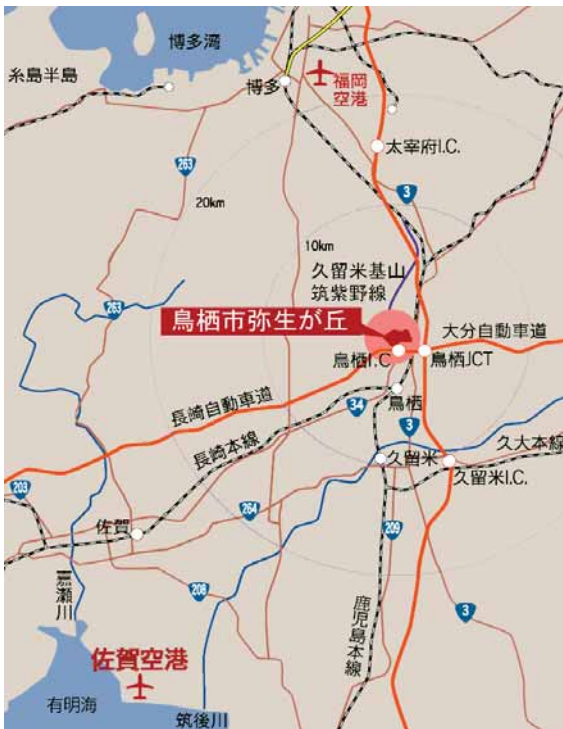 博多湾
糸島半島
博多
福岡
空港
太宰府I.C.
263
3
20km
10km
久留米基山
筑紫野線
263
鳥栖市弥生が丘
大分自動車道
鳥栖I.C
鳥栖JCT
長崎自動車道
鳥栖
34
長崎本線
3
久大本線
久留米
久留米I.C.
203
佐賀
264
209
嘉瀬川
208
鹿児島本線
3
佐賀空港
有明海
筑後川